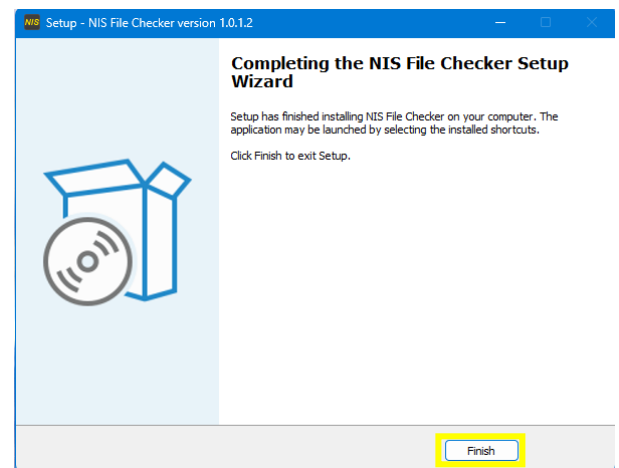 NIS Setup - NIS File Checker version 1.0.1.2
Completing the NIS File Checker Setup
Wizard
Setup has finished installing NIS File Checker on your computer. The
application may be launched by selecting the installed shortcuts.
Click Finish to exit Setup.
Finish